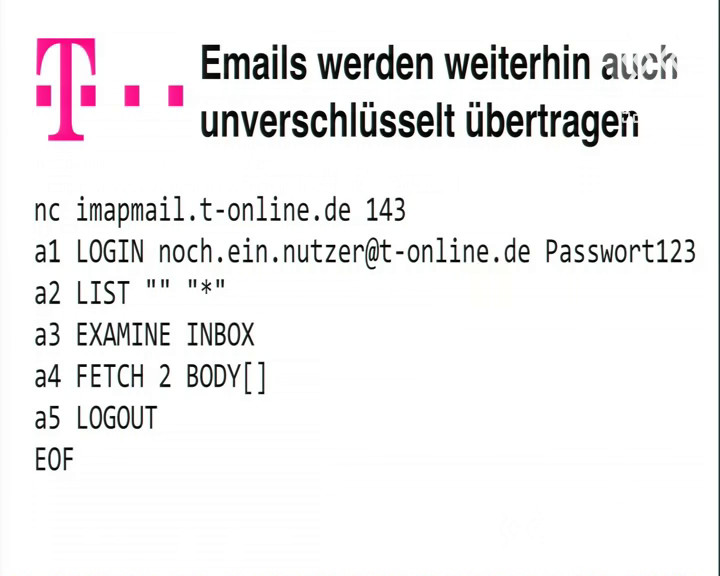 T
Emails werden weiterhin auch
unverschlüsselt übertragen
nc imapmail.t-online.de 143
a1 LOGIN noch.ein.nutzer@t-online.de Passwort123
a2 LIST "" "*"
a3 EXAMINE INBOX
a4 FETCH 2 BODY[]
a5 LOGOUT
EOF